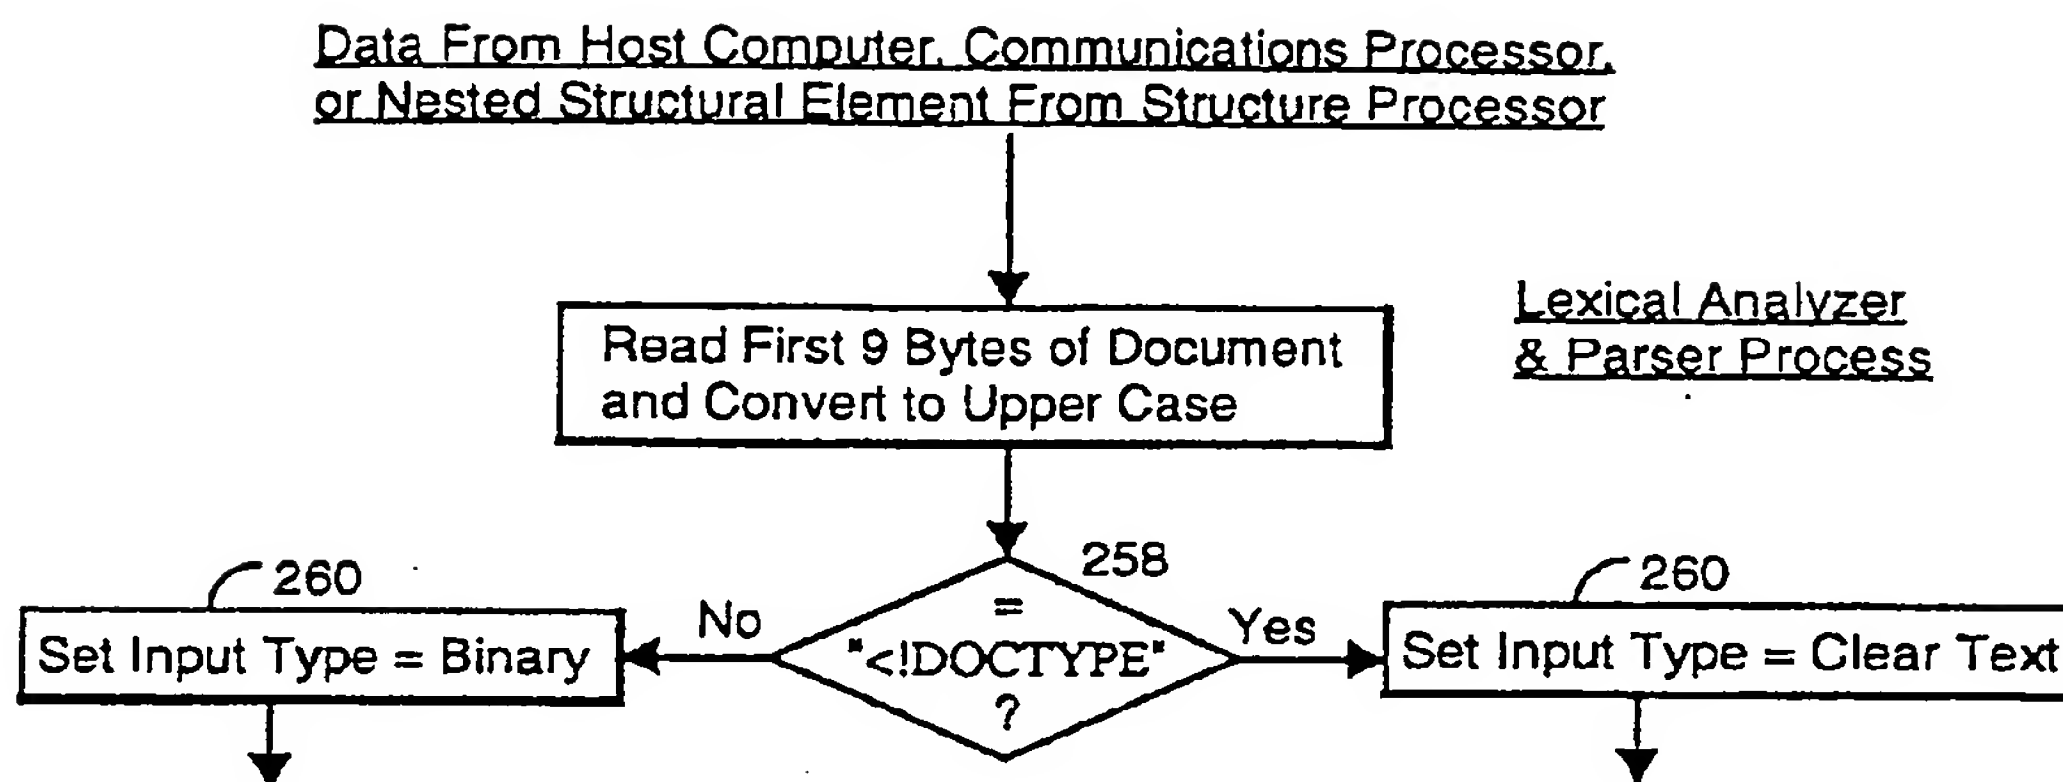 Data From Host Computer, Communications Processor,
or Nested Structural Element From Structure Processor
Lexical Analyzer
& Parser Process
Read First 9 Bytes of Document
and Convert to Upper Case
258
=
"<!DOCTYPE"
?
No
Yes
260
Set Input Type = Binary
260
Set Input Type = Clear Text